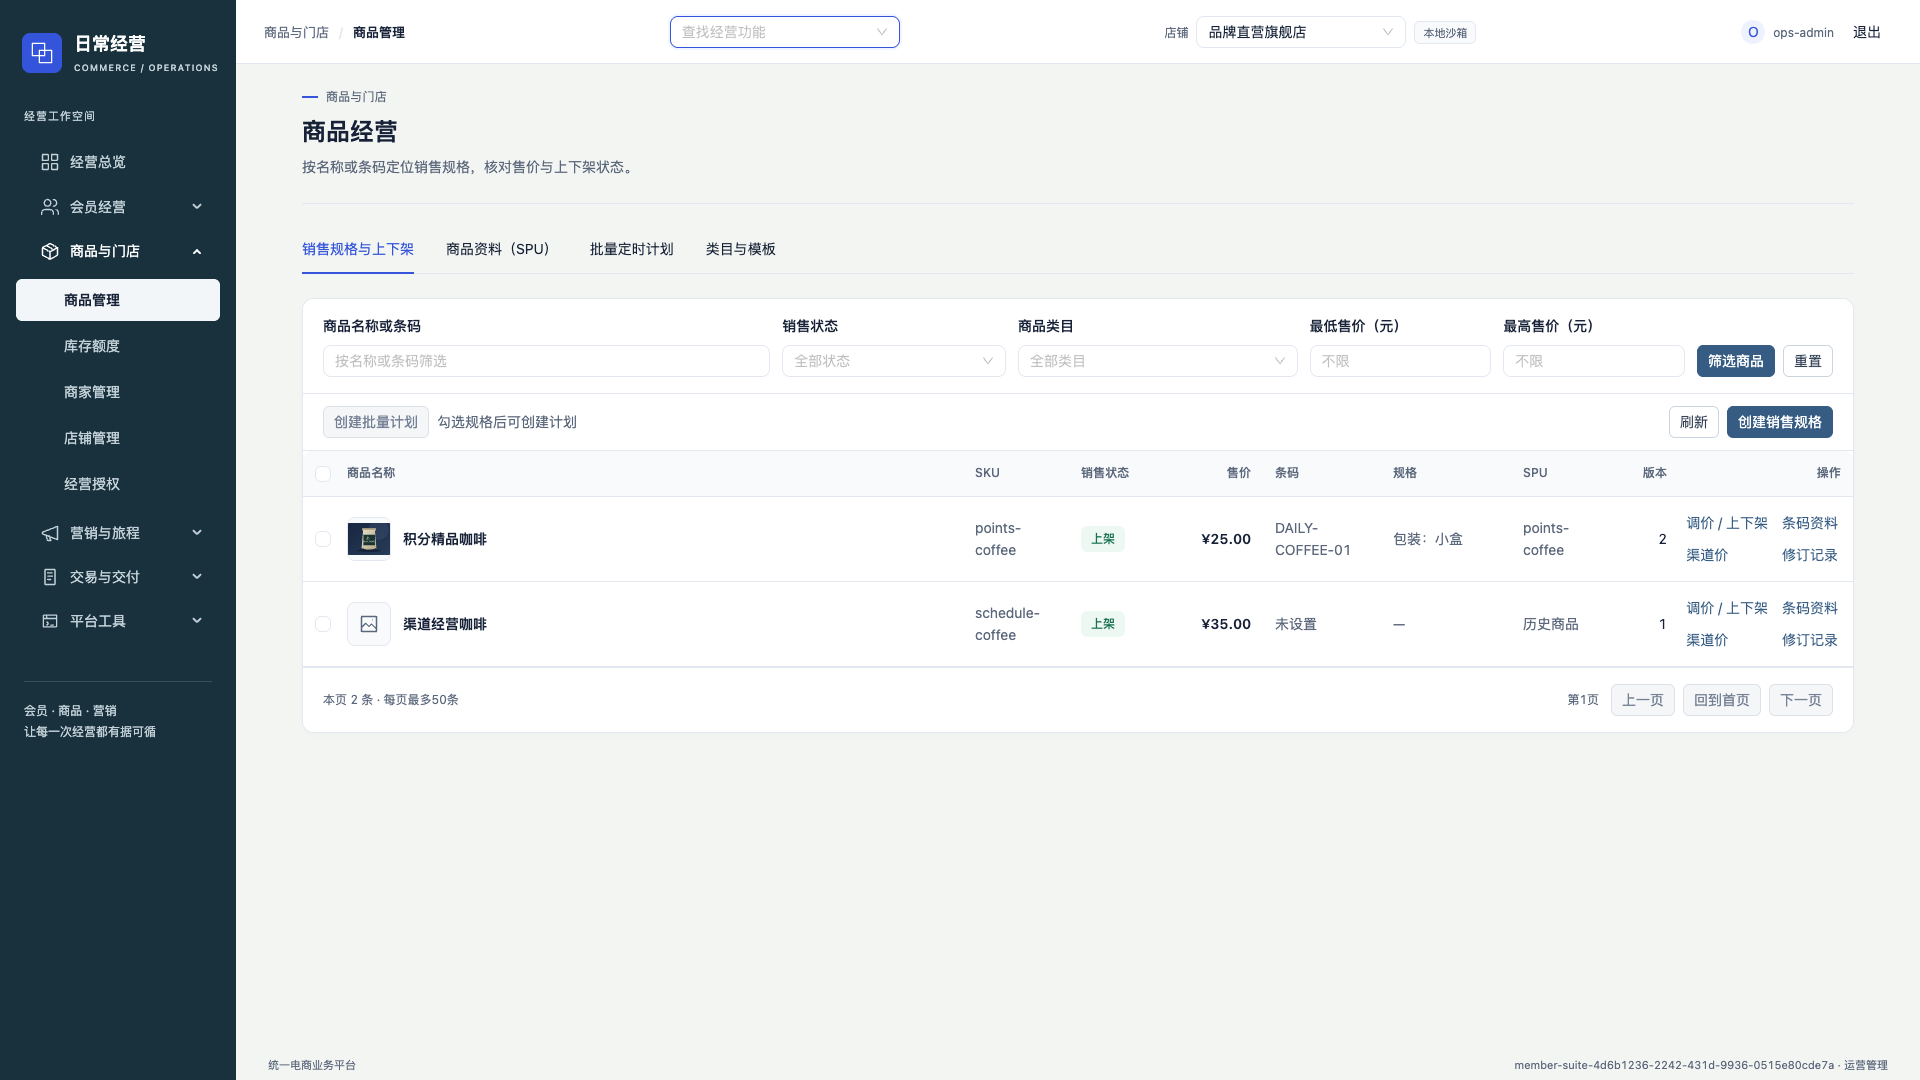 日常经营
COMMERCE / OPERATIONS
经营工作空间
经营总览
会员经营
商品与门店
商品管理
库存额度
商家管理
店铺管理
经营授权
营销与旅程
交易与交付
平台工具
会员 · 商品 · 营销
让每一次经营都有据可循
商品与门店 / 商品管理
查找经营功能
店铺 品牌直营旗舰店 本地沙箱
O ops-admin 退出
商品与门店
商品经营
按名称或条码定位销售规格，核对售价与上下架状态。
销售规格与上下架 商品资料（SPU） 批量定时计划 类目与模板
商品名称或条码 销售状态 商品类目 最低售价（元） 最高售价（元）
按名称或条码筛选 全部状态 全部类目 不限 不限 筛选商品 重置
创建批量计划 勾选规格后可创建计划 刷新 创建销售规格
商品名称 SKU 销售状态 售价 条码 规格 SPU 版本 操作
积分精品咖啡 points-coffee 上架 ¥25.00 DAILY-COFFEE-01 包装：小盒 points-coffee 2 调价 / 上下架 条码资料 渠道价 修订记录
渠道经营咖啡 schedule-coffee 上架 ¥35.00 未设置 — 历史商品 1 调价 / 上下架 条码资料 渠道价 修订记录
本页 2 条 · 每页最多50条 第1页 上一页 回到首页 下一页
统一电商业务平台 member-suite-4d6b1236-2242-431d-9936-0515e80cde7a · 运营管理